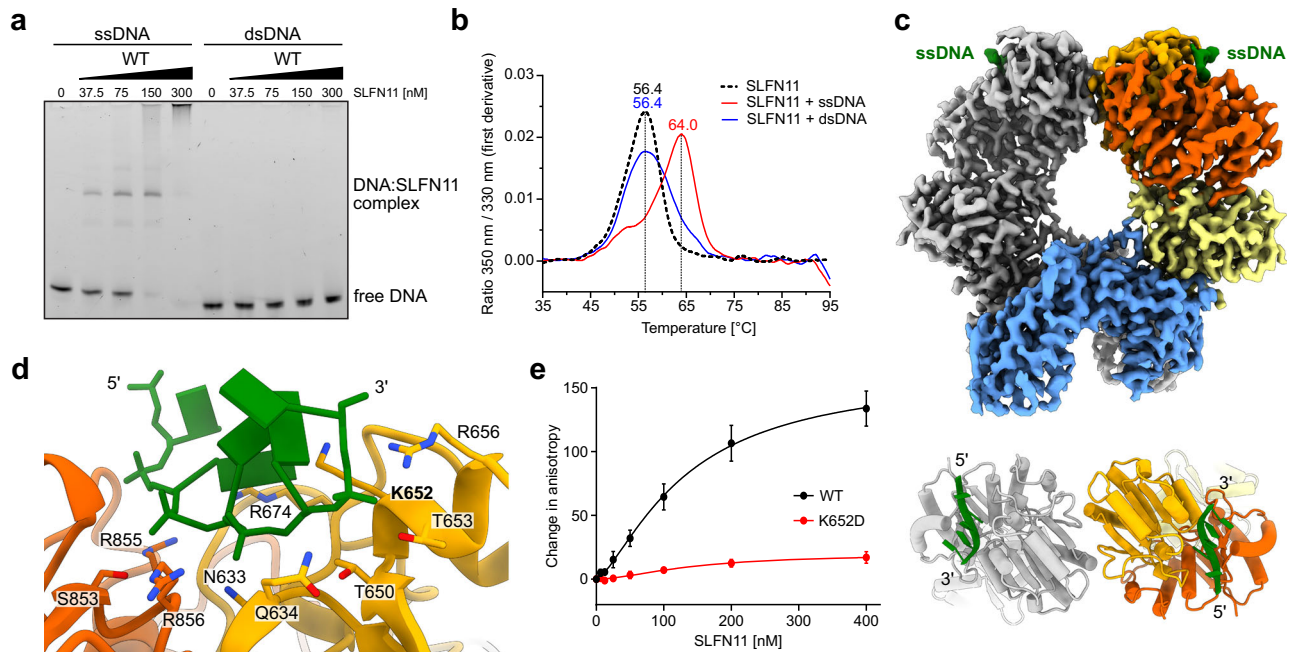 a
ssDNA dsDNA
WT WT
0 37.5 75 150 300 0 37.5 75 150 300 SLFN11 [nM]
DNA:SLFN11
complex
free DNA
b
Ratio 350 nm / 330 nm (first derivative)
0.03
0.02
0.01
0.00
56.4
56.4
64.0
SLFN11
SLFN11 + ssDNA
SLFN11 + dsDNA
35 45 55 65 75 85 95
Temperature [°C]
c
ssDNA ssDNA
5'
3'
3'
5'
d
5'
3'
R656
K652
T653
R674
R855
N633
T650
S853
R856
Q634
e
Change in anisotropy
150
100
50
0
WT
K652D
0 100 200 300 400
SLFN11 [nM]